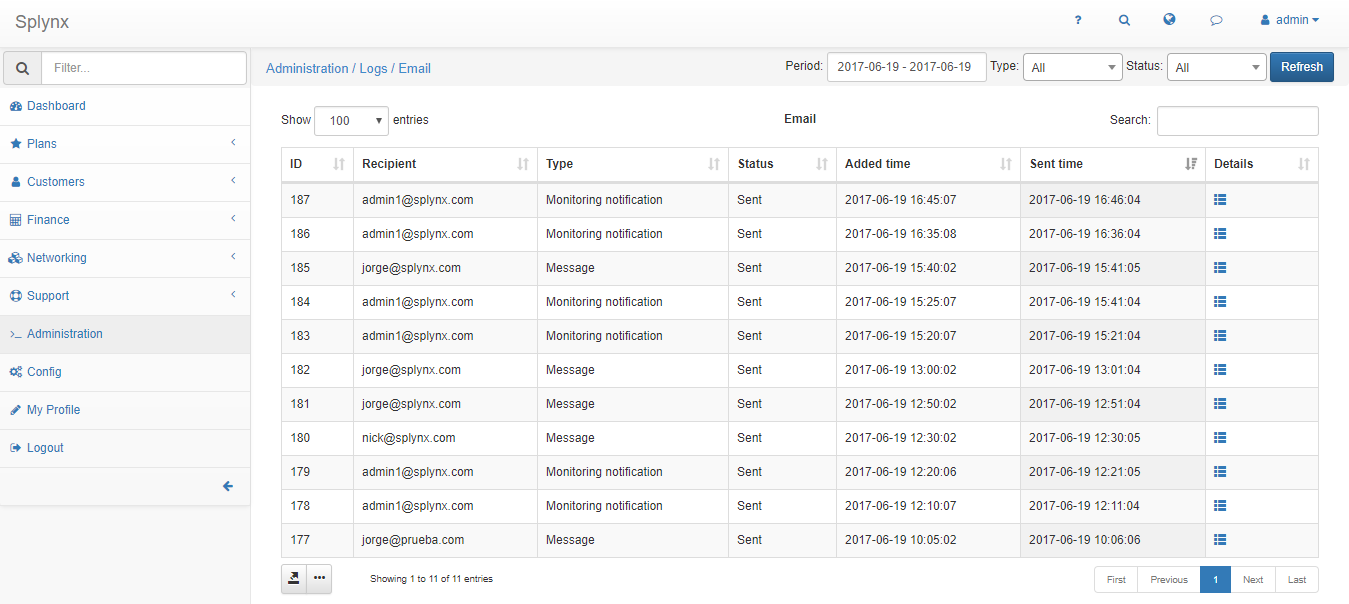 Splynx
? admin
Filter...
Administration / Logs / Email
Period: 2017-06-19 - 2017-06-19 Type: All Status: All Refresh
Dashboard
Plans
Customers
Finance
Networking
Support
Administration
Config
My Profile
Logout
Show 100 entries
Email
Search:
ID Recipient Type Status Added time Sent time Details
187 admin1@splynx.com Monitoring notification Sent 2017-06-19 16:45:07 2017-06-19 16:46:04
186 admin1@splynx.com Monitoring notification Sent 2017-06-19 16:35:08 2017-06-19 16:36:04
185 jorge@splynx.com Message Sent 2017-06-19 15:40:02 2017-06-19 15:41:05
184 admin1@splynx.com Monitoring notification Sent 2017-06-19 15:25:07 2017-06-19 15:41:04
183 admin1@splynx.com Monitoring notification Sent 2017-06-19 15:20:07 2017-06-19 15:21:04
182 jorge@splynx.com Message Sent 2017-06-19 13:00:02 2017-06-19 13:01:04
181 jorge@splynx.com Message Sent 2017-06-19 12:50:02 2017-06-19 12:51:04
180 nick@splynx.com Message Sent 2017-06-19 12:30:02 2017-06-19 12:30:05
179 admin1@splynx.com Monitoring notification Sent 2017-06-19 12:20:06 2017-06-19 12:21:05
178 admin1@splynx.com Monitoring notification Sent 2017-06-19 12:10:07 2017-06-19 12:11:04
177 jorge@prueba.com Message Sent 2017-06-19 10:05:02 2017-06-19 10:06:06
Showing 1 to 11 of 11 entries
First Previous 1 Next Last